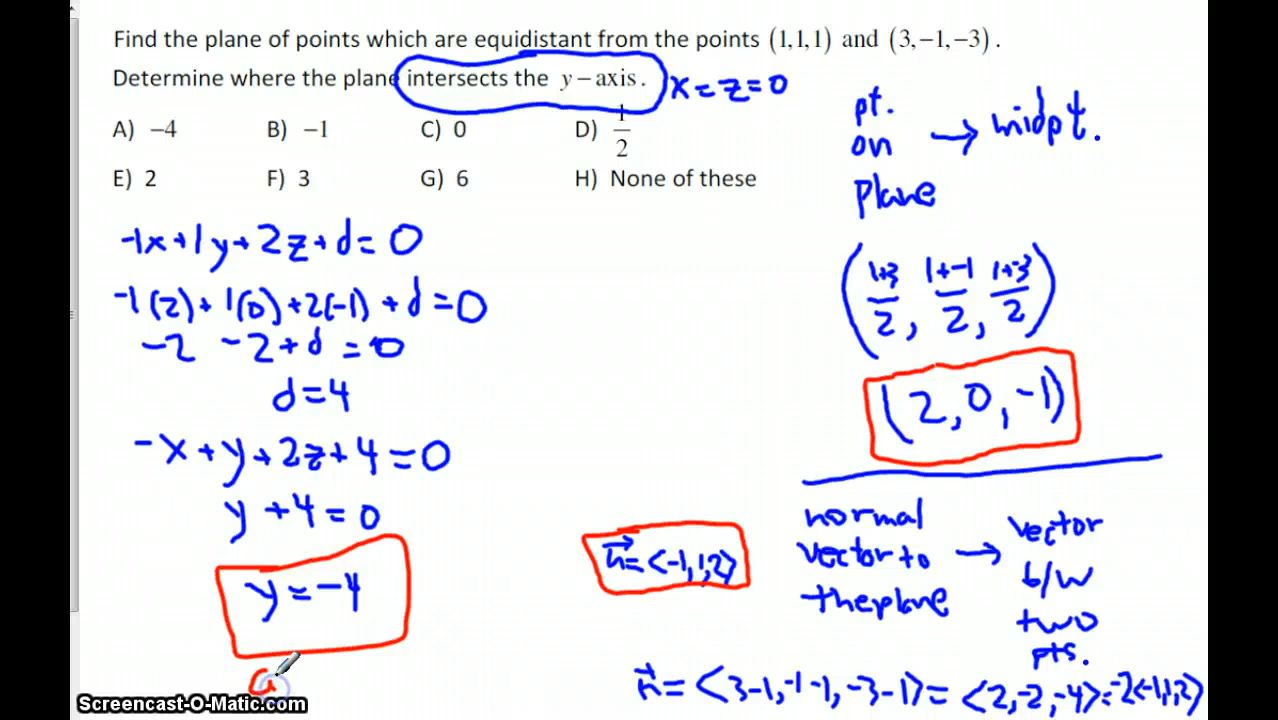 Find the plane of points which are equidistant from the points (1,1,1) and (3,−1,−3).
Determine where the plane intersects the y−axis. x = z = 0
A) −4 B) −1 C) 0 D) 1/2
E) 2 F) 3 G) 6 H) None of these
-1x+1y+2z+d=0
-1(2)+1(0)+2(-1)+d=0
-2 -2+d=0
d=4
-x+y+2z+4=0
y+4=0
y=-4
a
pt. on plane → midpt.
(1+3/2, 1+-1/2, 1+-3/2)
(2,0,-1)
normal vector to the plane → vector b/w two pts.
n⃗=<-1,1,2>
n⃗=<3-1,-1-1,-3-1>=<2,-2,-4>=-2<-1,1,2>
Screencast-O-Matic.com